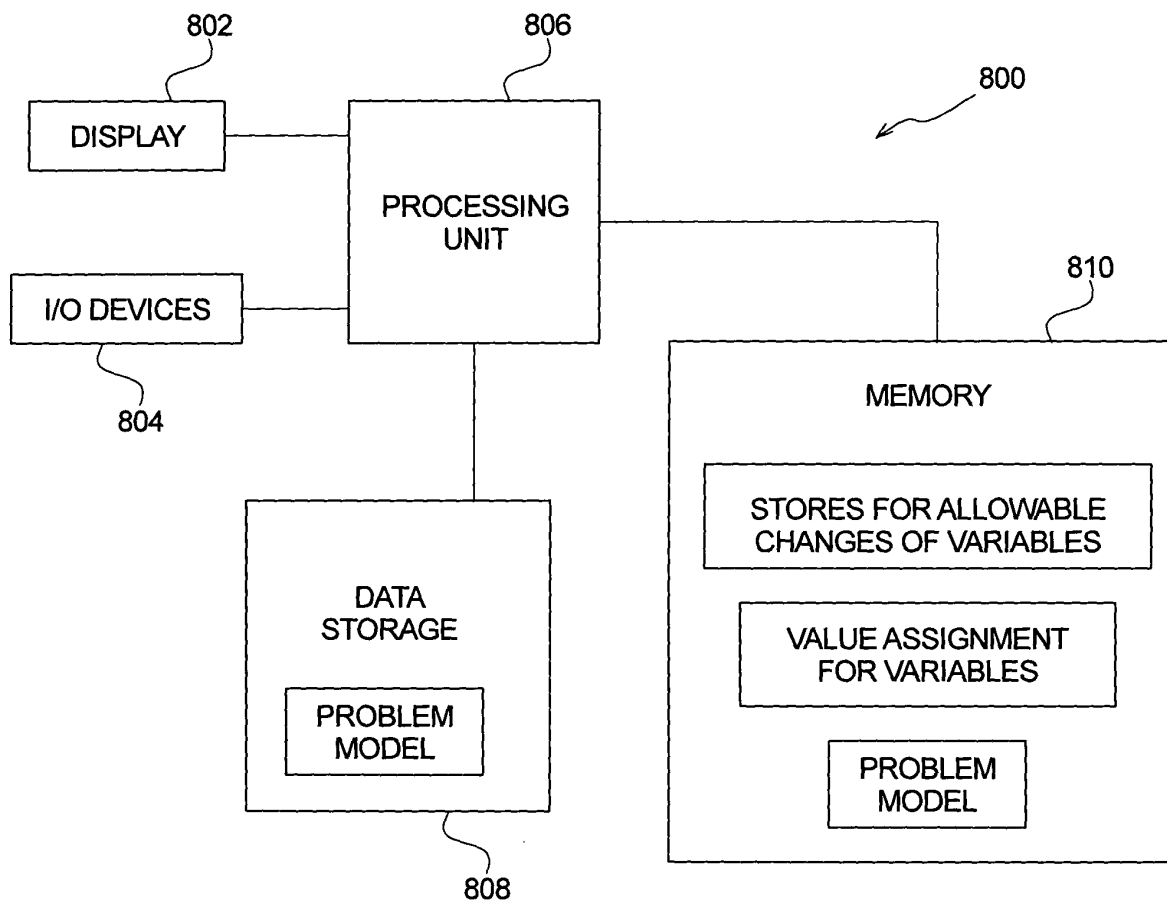 802
806
800
DISPLAY
PROCESSING
UNIT
I/O DEVICES
804
810
MEMORY
STORES FOR ALLOWABLE
CHANGES OF VARIABLES
DATA
STORAGE
VALUE ASSIGNMENT
FOR VARIABLES
PROBLEM
MODEL
PROBLEM
MODEL
808